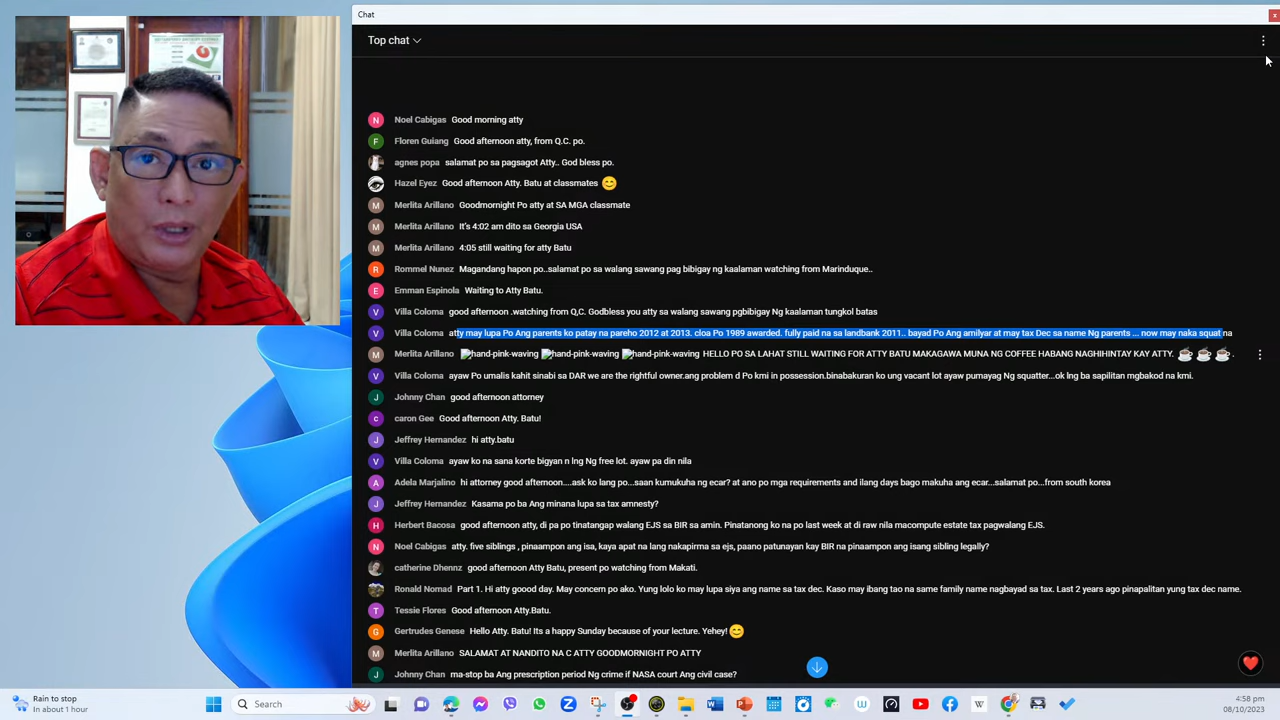 Chat
Top chat
N Noel Cabigas Good morning atty
F Floren Guiang Good afternoon atty, from Q.C. po.
agnes popa salamat po sa pagsagot Atty.. God bless po.
Hazel Eyez Good afternoon Atty. Batu at classmates 😊
M Merlita Arillano Goodmornight Po atty at SA MGA classmate
M Merlita Arillano It's 4:02 am dito sa Georgia USA
M Merlita Arillano 4:05 still waiting for atty Batu
R Rommel Nunez Magandang hapon po..salamat po sa walang sawang pag bibigay ng kaalaman watching from Marinduque..
E Emman Espinola Waiting to Atty Batu.
V Villa Coloma good afternoon .watching from Q,C. Godbless you atty sa walang sawang pgbibigay Ng kaalaman tungkol batas
V Villa Coloma atty may lupa Po Ang parents ko patay na pareho 2012 at 2013. cloa Po 1989 awarded. fully paid na sa landbank 2011.. bayad Po Ang amilyar at may tax Dec sa name Ng parents ... now may naka squat na
M Merlita Arillano hand-pink-waving hand-pink-waving hand-pink-waving HELLO PO SA LAHAT STILL WAITING FOR ATTY BATU MAKAGAWA MUNA NG COFFEE HABANG NAGHIHINTAY KAY ATTY. ☕ ☕ ☕ .
V Villa Coloma ayaw Po umalis kahit sinabi sa DAR we are the rightful owner.ang problem d Po kmi in possession.binabakuran ko ung vacant lot ayaw pumayag Ng squatter...ok lng ba sapilitan mgbakod na kmi.
J Johnny Chan good afternoon attorney
c caron Gee Good afternoon Atty. Batu!
J Jeffrey Hernandez hi atty.batu
V Villa Coloma ayaw ko na sana korte bigyan n lng Ng free lot. ayaw pa din nila
A Adela Marjalino hi attorney good afternoon....ask ko lang po...saan kumukuha ng ecar? at ano po mga requirements and ilang days bago makuha ang ecar...salamat po...from south korea
J Jeffrey Hernandez Kasama po ba Ang minana lupa sa tax amnesty?
H Herbert Bacosa good afternoon atty, di pa po tinatangap walang EJS sa BIR sa amin. Pinatanong ko na po last week at di raw nila macompute estate tax pagwalang EJS.
N Noel Cabigas atty. five siblings , pinaampon ang isa, kaya apat na lang nakapirma sa ejs, paano patunayan kay BIR na pinaampon ang isang sibling legally?
catherine Dhennz good afternoon Atty Batu, present po watching from Makati.
Ronald Nomad Part 1. Hi atty goood day. May concern po ako. Yung lolo ko may lupa siya ang name sa tax dec. Kaso may ibang tao na same family name nagbayad sa tax. Last 2 years ago pinapalitan yung tax dec name.
T Tessie Flores Good afternoon Atty.Batu.
G Gertrudes Genese Hello Atty. Batu! Its a happy Sunday because of your lecture. Yehey! 😊
M Merlita Arillano SALAMAT AT NANDITO NA C ATTY GOODMORNIGHT PO ATTY
J Johnny Chan ma-stop ba Ang prescription period Ng crime if NASA court Ang civil case?
Rain to stop
In about 1 hour
Search
4:58 pm
08/10/2023